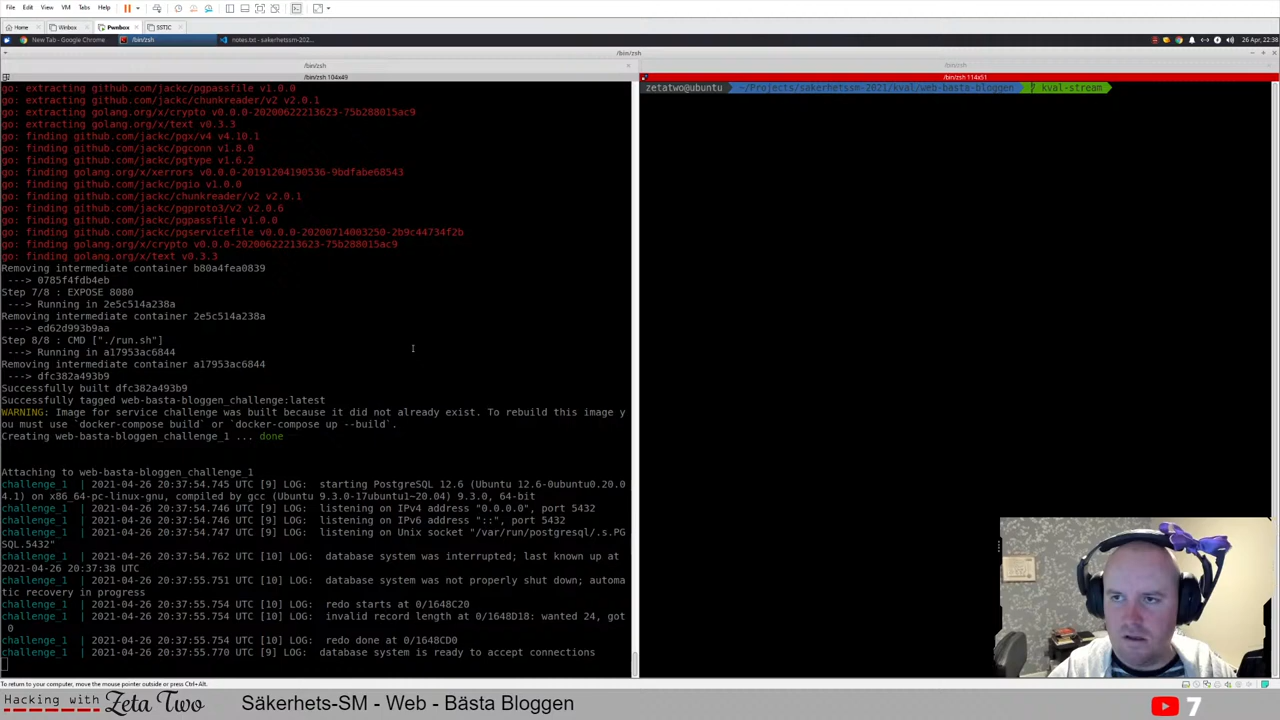 File Edit View VM Tabs Help
Home Winbox Pwnbox SSTIC
New Tab - Google Chrome /bin/zsh notes.txt - sakerhetssm-202... 26 Apr, 22:38
/bin/zsh
/bin/zsh /bin/zsh
/bin/zsh 104x49 /bin/zsh 114x51
go: extracting github.com/jackc/pgpassfile v1.0.0
go: extracting github.com/jackc/chunkreader/v2 v2.0.1
go: extracting golang.org/x/crypto v0.0.0-20200622213623-75b288015ac9
go: extracting golang.org/x/text v0.3.3
go: finding github.com/jackc/pgx/v4 v4.10.1
go: finding github.com/jackc/pgconn v1.8.0
go: finding github.com/jackc/pgtype v1.6.2
go: finding golang.org/x/xerrors v0.0.0-20191204190536-9bdfabe68543
go: finding github.com/jackc/pgio v1.0.0
go: finding github.com/jackc/chunkreader/v2 v2.0.1
go: finding github.com/jackc/pgproto3/v2 v2.0.6
go: finding github.com/jackc/pgpassfile v1.0.0
go: finding github.com/jackc/pgservicefile v0.0.0-20200714003250-2b9c44734f2b
go: finding golang.org/x/crypto v0.0.0-20200622213623-75b288015ac9
go: finding golang.org/x/text v0.3.3
Removing intermediate container b80a4fea0839
---> 0785f4fdb4eb
Step 7/8 : EXPOSE 8080
---> Running in 2e5c514a238a
Removing intermediate container 2e5c514a238a
---> ed62d993b9aa
Step 8/8 : CMD ["./run.sh"]
---> Running in a17953ac6844
Removing intermediate container a17953ac6844
---> dfc382a493b9
Successfully built dfc382a493b9
Successfully tagged web-basta-bloggen_challenge:latest
WARNING: Image for service challenge was built because it did not already exist. To rebuild this image y
ou must use `docker-compose build` or `docker-compose up --build`.
Creating web-basta-bloggen_challenge_1 ... done
Attaching to web-basta-bloggen_challenge_1
challenge_1 | 2021-04-26 20:37:54.745 UTC [9] LOG: starting PostgreSQL 12.6 (Ubuntu 12.6-0ubuntu0.20.0
4.1) on x86_64-pc-linux-gnu, compiled by gcc (Ubuntu 9.3.0-17ubuntu1~20.04) 9.3.0, 64-bit
challenge_1 | 2021-04-26 20:37:54.746 UTC [9] LOG: listening on IPv4 address "0.0.0.0", port 5432
challenge_1 | 2021-04-26 20:37:54.746 UTC [9] LOG: listening on IPv6 address "::", port 5432
challenge_1 | 2021-04-26 20:37:54.747 UTC [9] LOG: listening on Unix socket "/var/run/postgresql/.s.PG
SQL.5432"
challenge_1 | 2021-04-26 20:37:54.762 UTC [10] LOG: database system was interrupted; last known up at
2021-04-26 20:37:38 UTC
challenge_1 | 2021-04-26 20:37:55.751 UTC [10] LOG: database system was not properly shut down; automa
tic recovery in progress
challenge_1 | 2021-04-26 20:37:55.754 UTC [10] LOG: redo starts at 0/1648C20
challenge_1 | 2021-04-26 20:37:55.754 UTC [10] LOG: invalid record length at 0/1648D18: wanted 24, got
0
challenge_1 | 2021-04-26 20:37:55.754 UTC [10] LOG: redo done at 0/1648CD0
challenge_1 | 2021-04-26 20:37:55.770 UTC [9] LOG: database system is ready to accept connections
zetatwo@ubuntu ~/Projects/sakerhetssm-2021/kval/web-basta-bloggen kval-stream
To return to your computer, move the mouse pointer outside or press Ctrl+Alt.
Hacking with Zeta Two Säkerhets-SM - Web - Bästa Bloggen 7